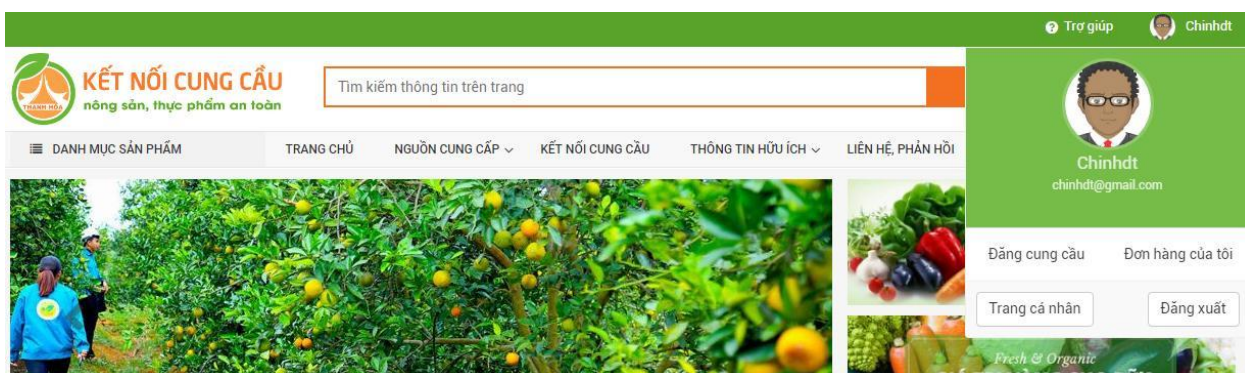 Trợ giúp
Chinhdt
THANH HÓA
KẾT NỐI CUNG CẦU
nông sản, thực phẩm an toàn
Tìm kiếm thông tin trên trang
Chinhdt
chinhdt@gmail.com
DANH MỤC SẢN PHẨM
TRANG CHỦ
NGUỒN CUNG CẤP
KẾT NỐI CUNG CẦU
THÔNG TIN HỮU ÍCH
LIÊN HỆ, PHẢN HỒI
Đăng cung cầu
Đơn hàng của tôi
Trang cá nhân
Đăng xuất
Fresh & Organic